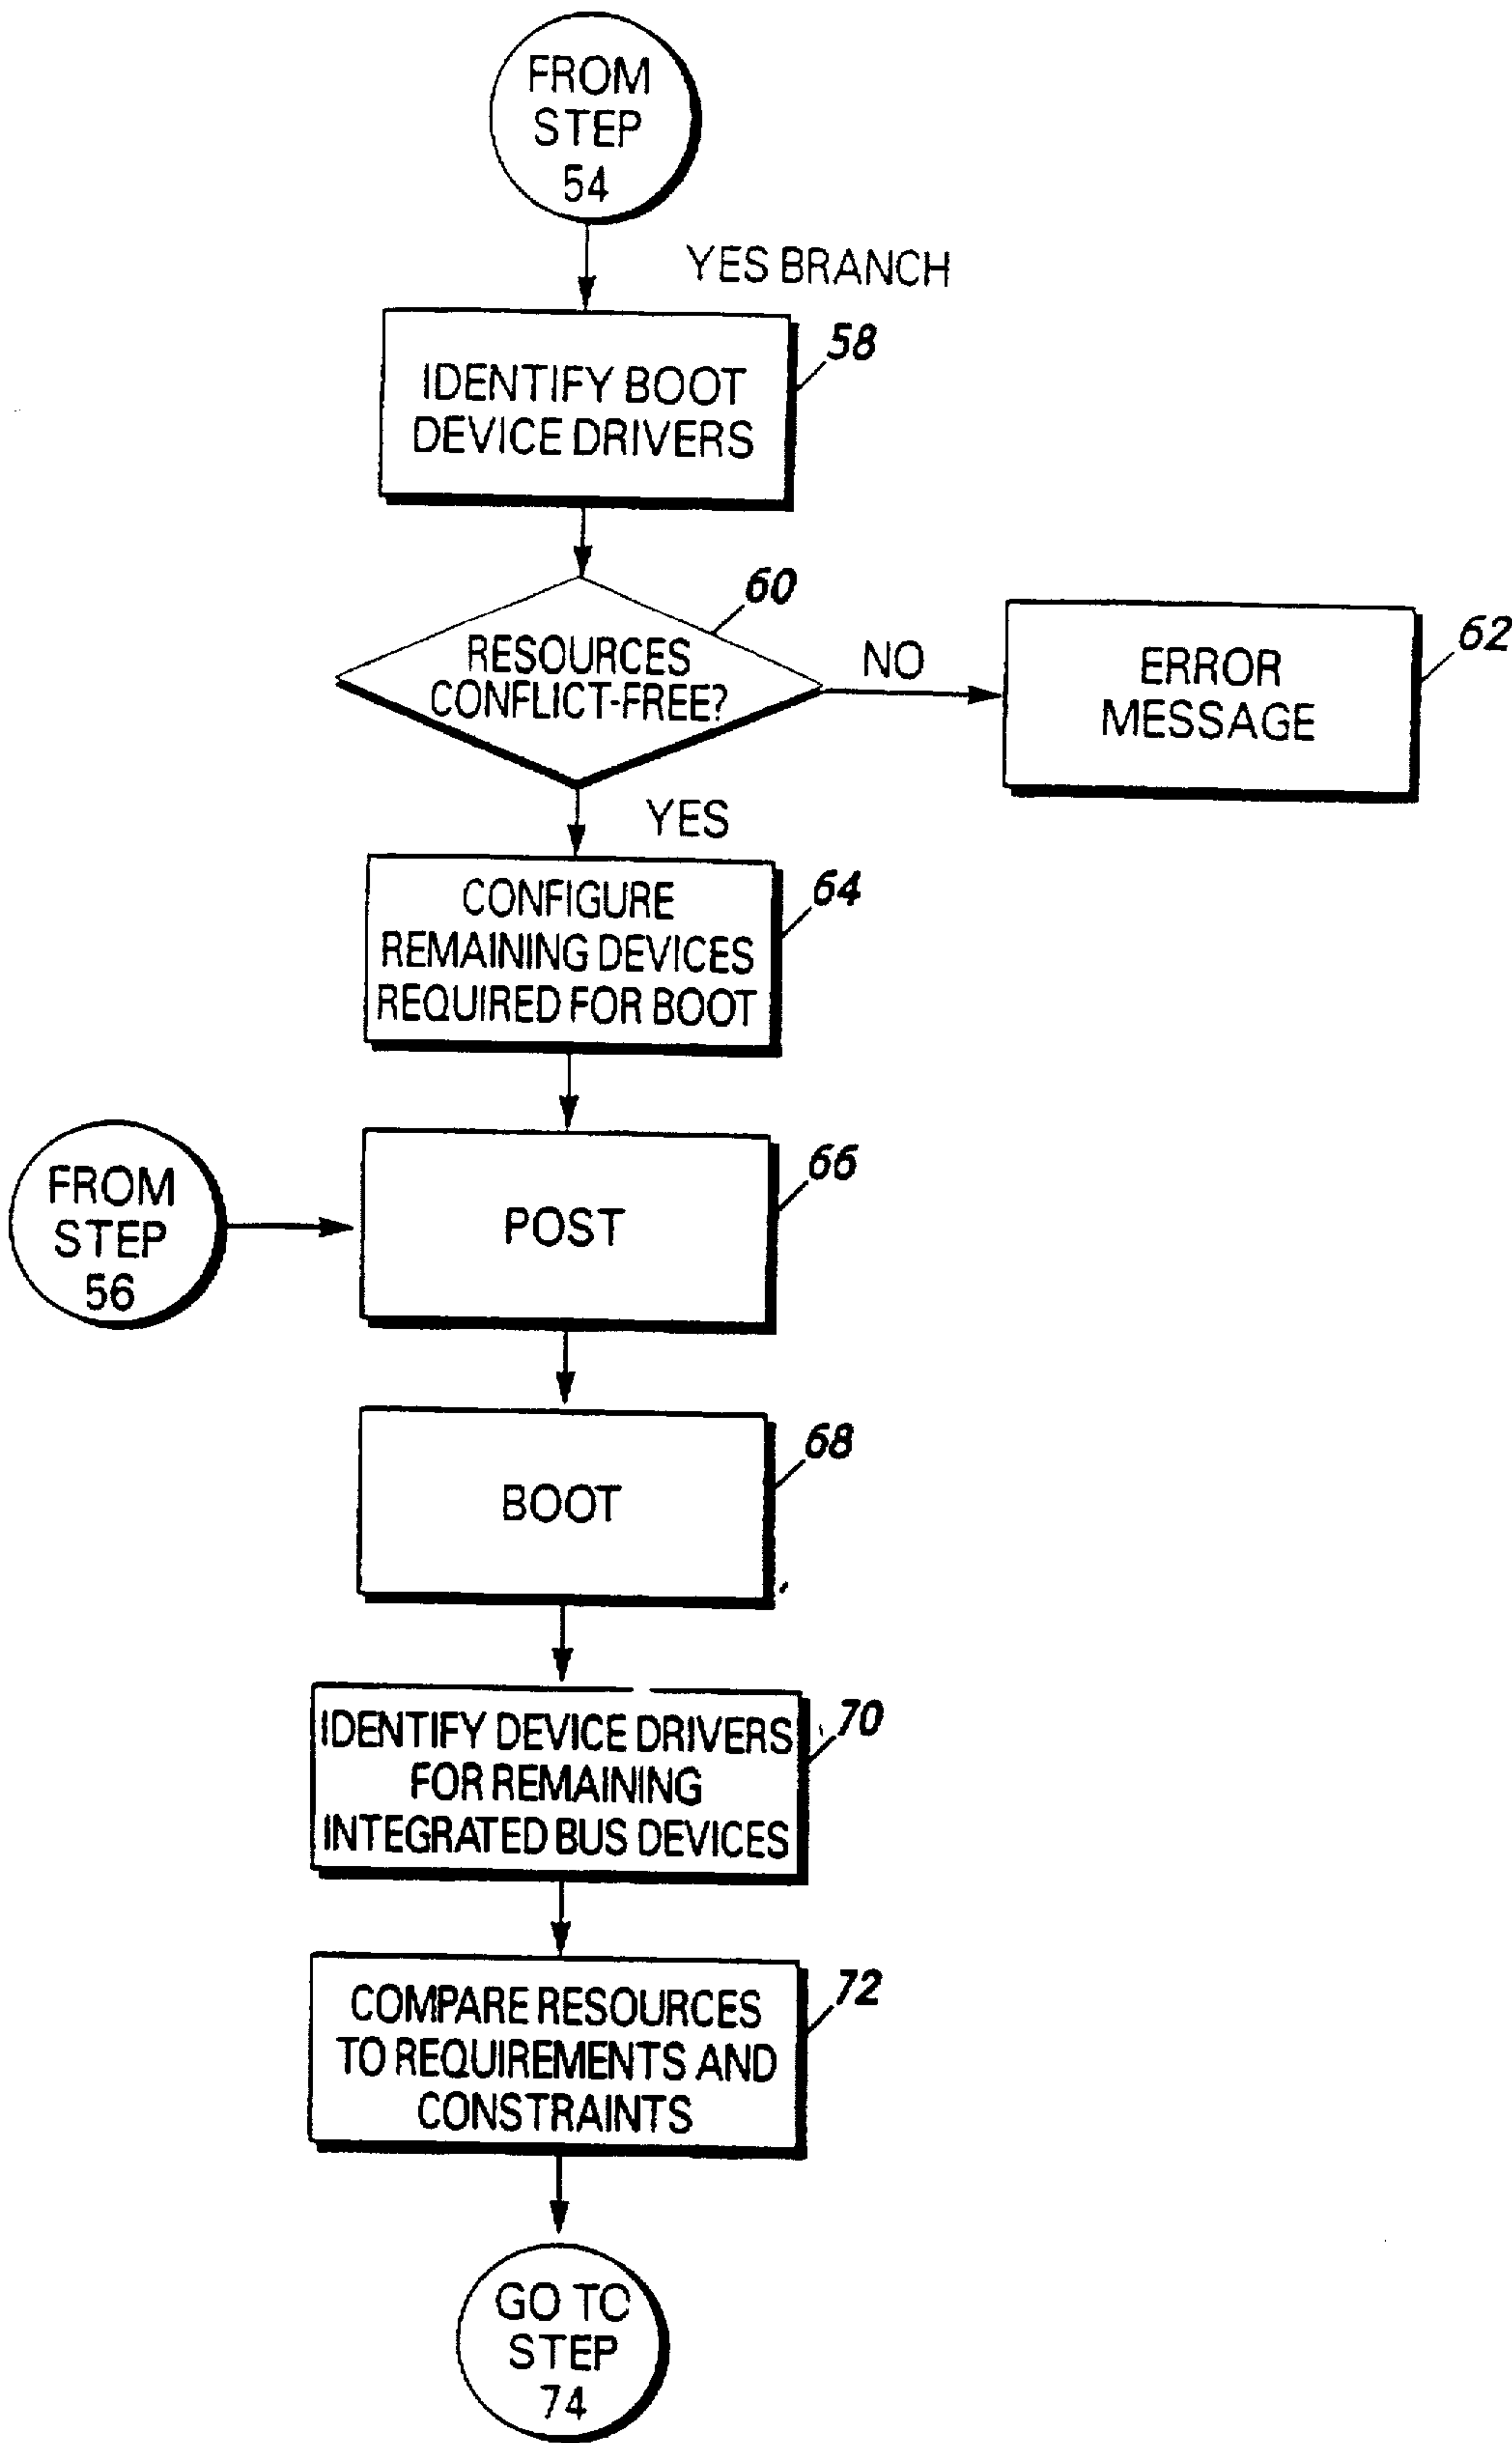 FROM
STEP
54
YES BRANCH
58
IDENTIFY BOOT
DEVICE DRIVERS
60
RESOURCES
CONFLICT-FREE?
NO
62
ERROR
MESSAGE
YES
64
CONFIGURE
REMAINING DEVICES
REQUIRED FOR BOOT
FROM
STEP
56
66
POST
68
BOOT
70
IDENTIFY DEVICE DRIVERS
FOR REMAINING
INTEGRATED BUS DEVICES
72
COMPARE RESOURCES
TO REQUIREMENTS AND
CONSTRAINTS
GO TO
STEP
74